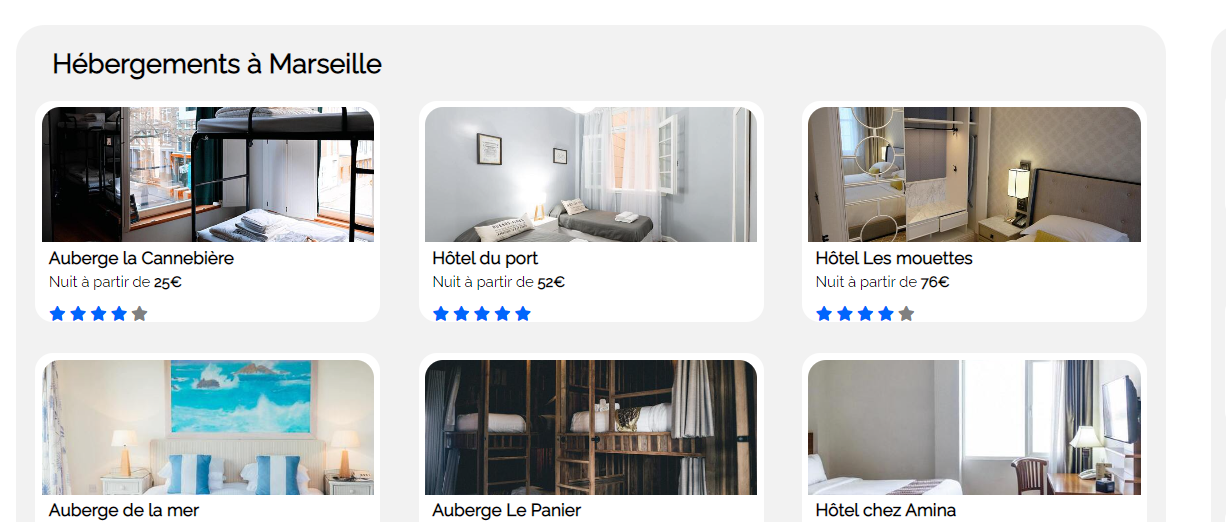 Hébergements à Marseille
Auberge la Cannebière
Nuit à partir de 25€
Hôtel du port
Nuit à partir de 52€
Hôtel Les mouettes
Nuit à partir de 76€
Auberge de la mer
Auberge Le Panier
Hôtel chez Amina